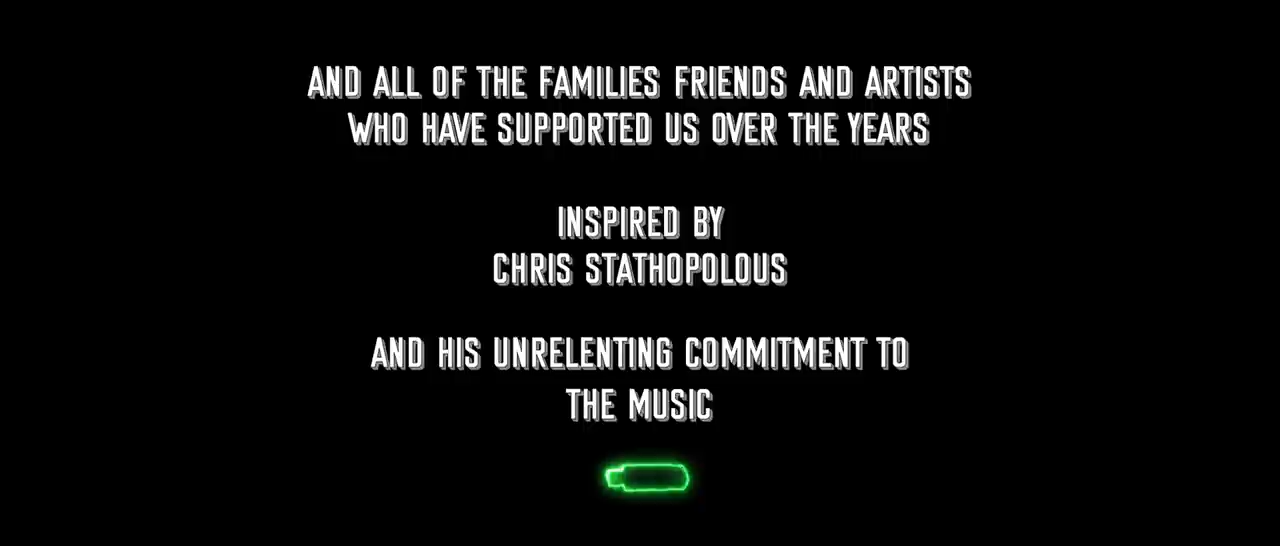 AND ALL OF THE FAMILIES FRIENDS AND ARTISTS
WHO HAVE SUPPORTED US OVER THE YEARS
INSPIRED BY
CHRIS STATHOPOLOUS
AND HIS UNRELENTING COMMITMENT TO
THE MUSIC